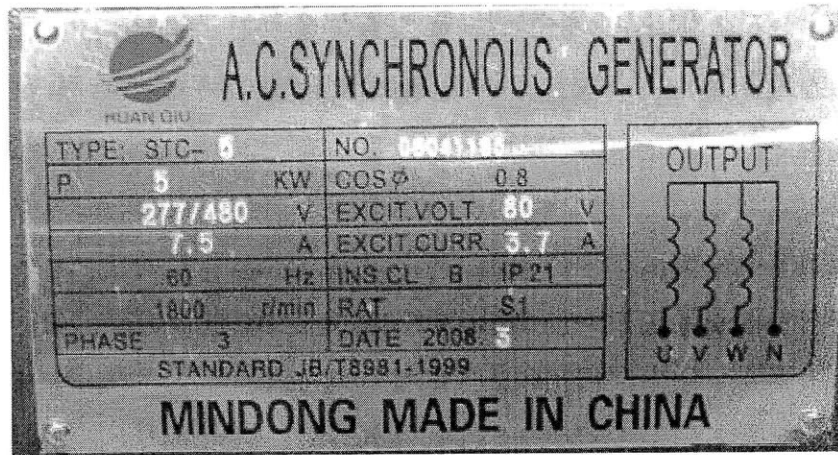 A.C.SYNCHRONOUS GENERATOR
HUAN QIU
TYPE: STC- 5 NO.
P 5 KW COSφ 0.8
277/480 V EXCIT.VOLT. 80 V
7.5 A EXCIT.CURR. 3.7 A
60 Hz INS.CL B IP 21
1800 r/min RAT S1
PHASE 3 DATE 2008.
STANDARD JB/T8981-1999
OUTPUT
U V W N
MINDONG MADE IN CHINA